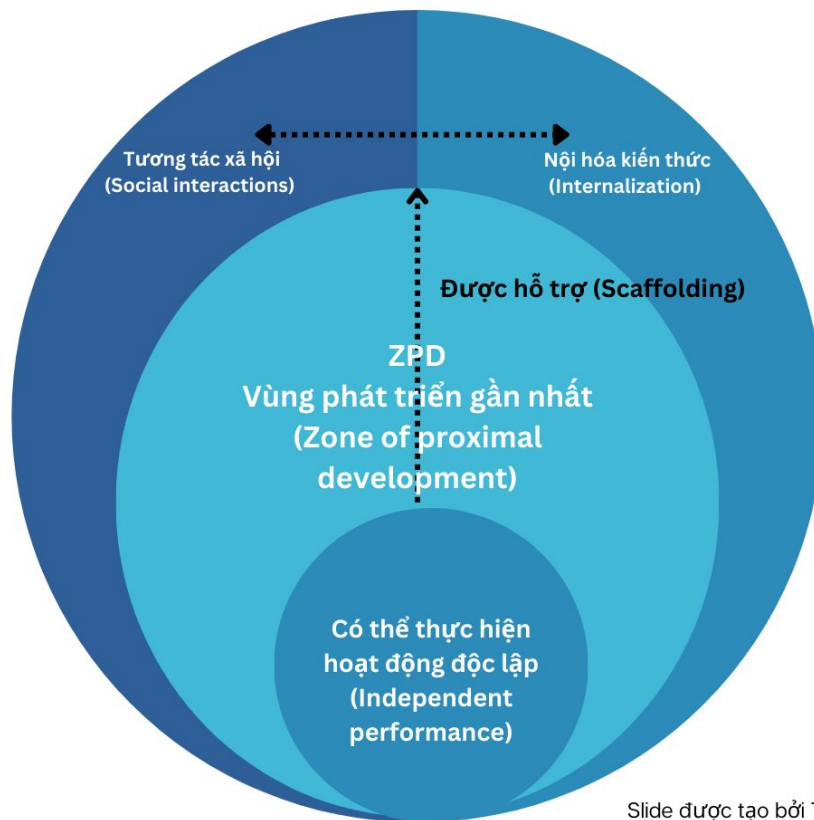 Tương tác xã hội
(Social interactions)
Nội hóa kiến thức
(Internalization)
Được hỗ trợ (Scaffolding)
ZPD
Vùng phát triển gần nhất
(Zone of proximal
development)
Có thể thực hiện
hoạt động độc lập
(Independent
performance)
Slide được tạo bởi